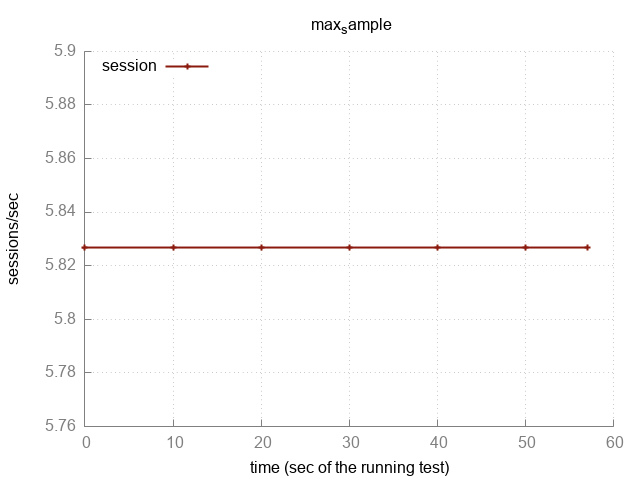 max_sample
5.9
session
5.88
5.86
5.84
sessions/sec
5.82
5.8
5.78
5.76
0 10 20 30 40 50 60
time (sec of the running test)